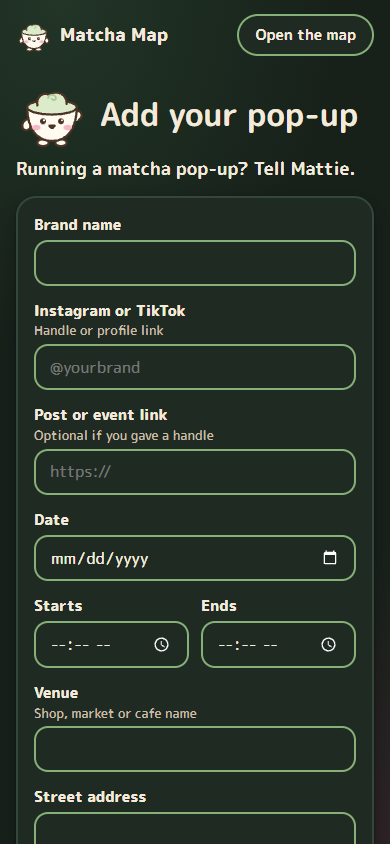 Matcha Map
Open the map
Add your pop-up
Running a matcha pop-up? Tell Mattie.
Brand name
Instagram or TikTok
Handle or profile link
@yourbrand
Post or event link
Optional if you gave a handle
https://
Date
mm/dd/yyyy
Starts Ends
--:-- -- --:-- --
Venue
Shop, market or cafe name
Street address